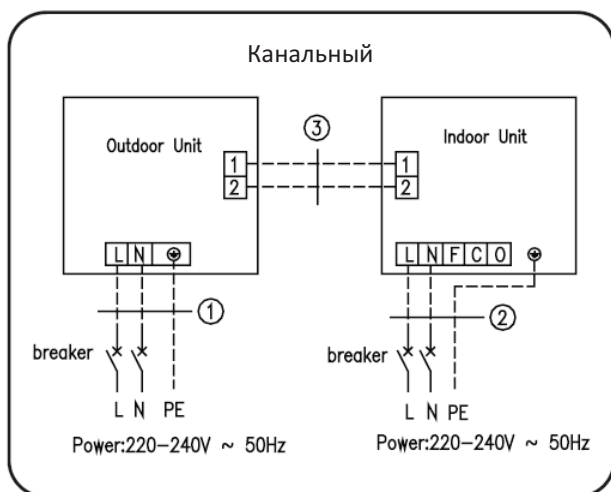 Канальный
Outdoor Unit
1
2
L N
①
breaker
L N PE
Power:220–240V ~ 50Hz
③
Indoor Unit
1
2
L N F C O
②
breaker
L N PE
Power:220–240V ~ 50Hz